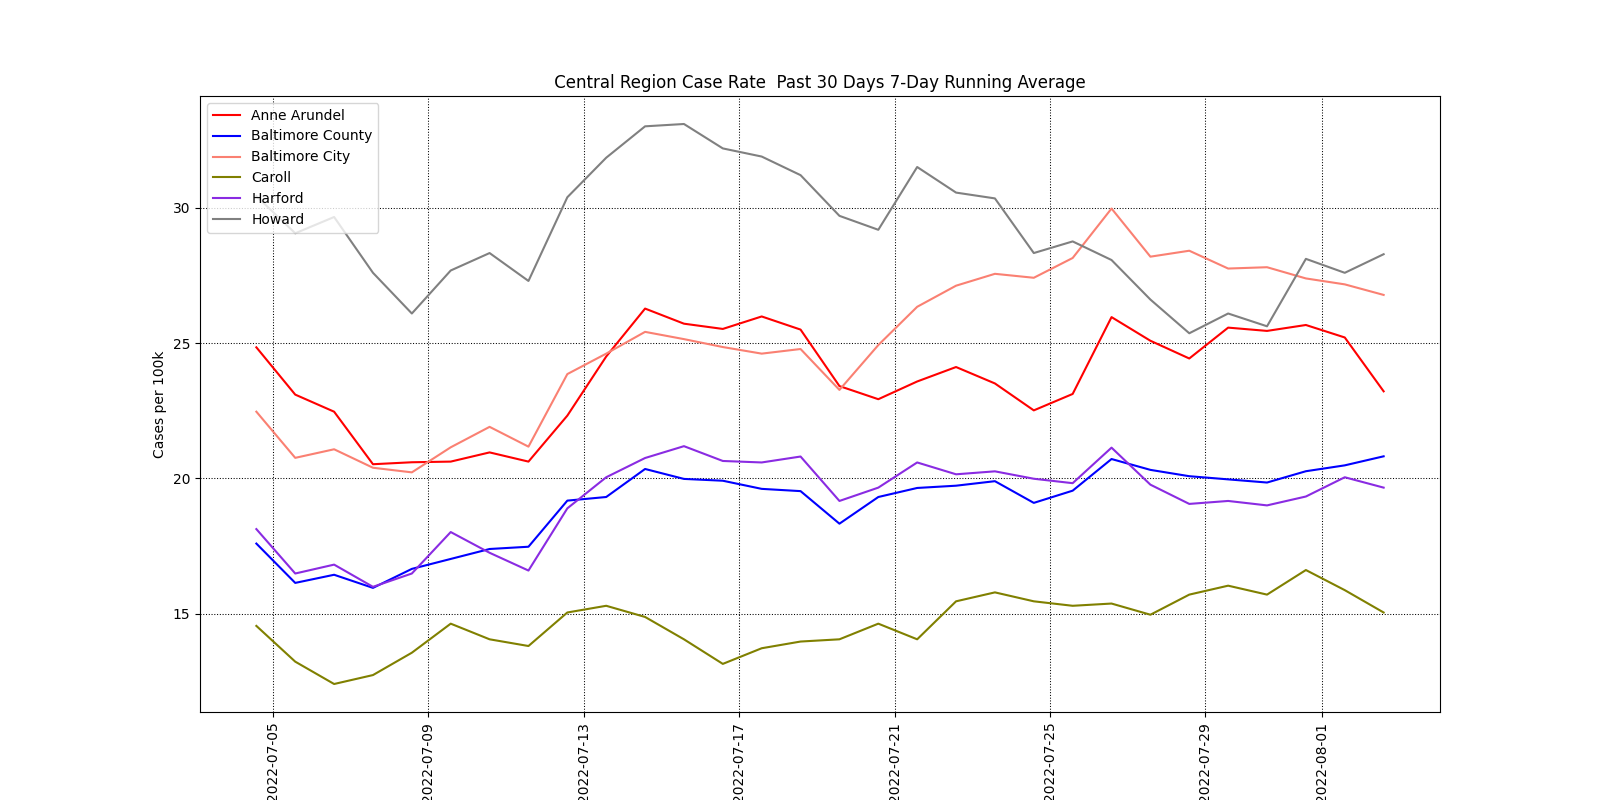 Central Region Case Rate  Past 30 Days 7-Day Running Average
Anne Arundel
Baltimore County
Baltimore City
Caroll
Harford
Howard
Cases per 100k
30
25
20
15
2022-07-05
2022-07-09
2022-07-13
2022-07-17
2022-07-21
2022-07-25
2022-07-29
2022-08-01